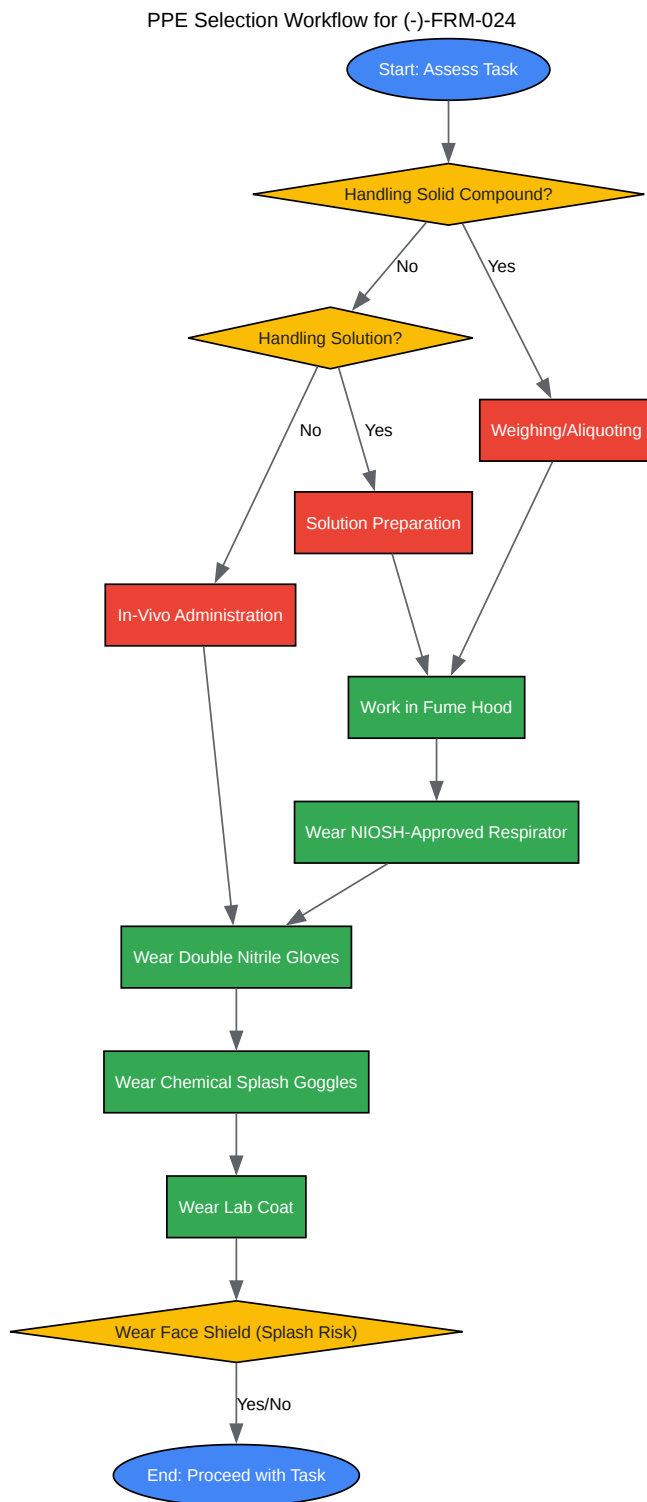 PPE Selection Workflow for (-)-FRM-024
Start: Assess Task
Handling Solid Compound?
No
Yes
Handling Solution?
No
Yes
Weighing/Aliquoting
Solution Preparation
In-Vivo Administration
Work in Fume Hood
Wear NIOSH-Approved Respirator
Wear Double Nitrile Gloves
Wear Chemical Splash Goggles
Wear Lab Coat
Wear Face Shield (Splash Risk)
Yes/No
End: Proceed with Task